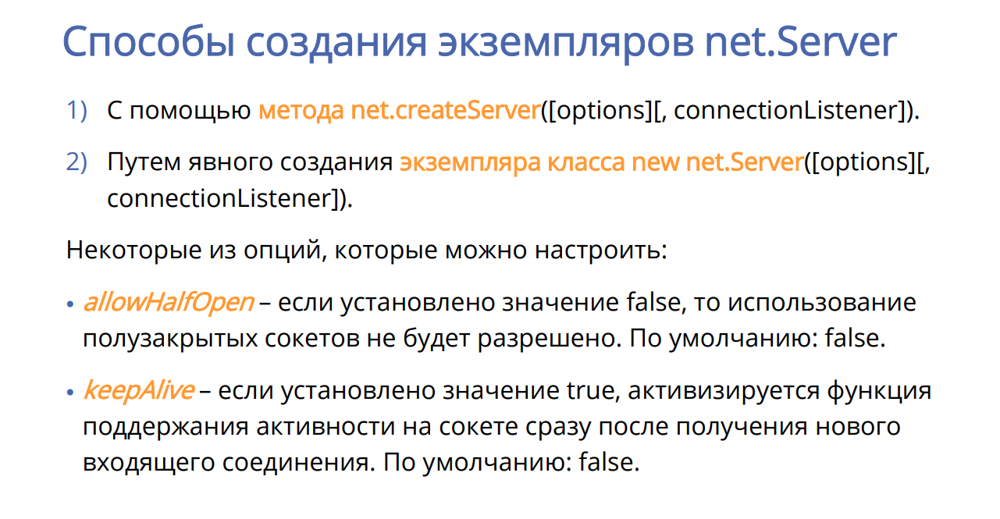 Способы создания экземпляров net.Server
1) С помощью метода net.createServer([options][, connectionListener]).
2) Путем явного создания экземпляра класса new net.Server([options][,
connectionListener]).
Некоторые из опций, которые можно настроить:
• allowHalfOpen – если установлено значение false, то использование
полузакрытых сокетов не будет разрешено. По умолчанию: false.
• keepAlive – если установлено значение true, активизируется функция
поддержания активности на сокете сразу после получения нового
входящего соединения. По умолчанию: false.